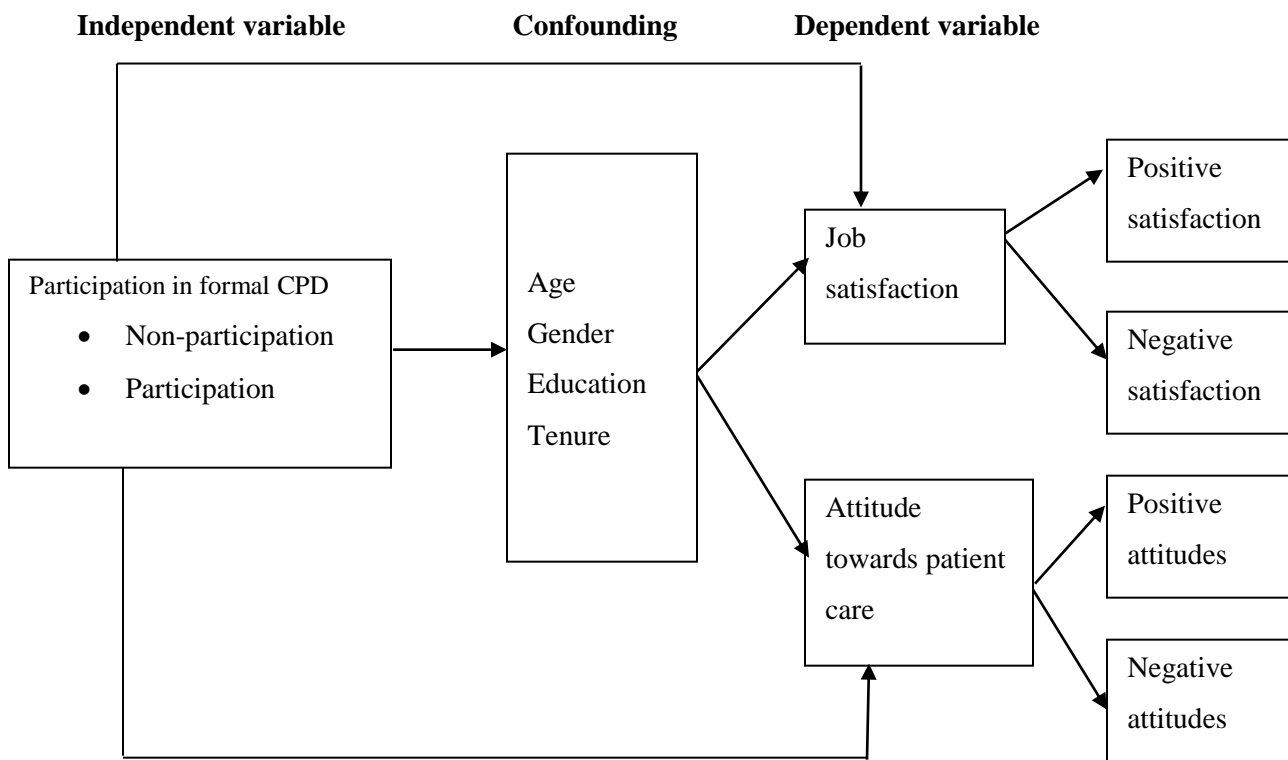 Independent variable
Confounding
Dependent variable
Participation in formal CPD
• Non-participation
• Participation
Age
Gender
Education
Tenure
Job
satisfaction
Attitude
towards patient
care
Positive
satisfaction
Negative
satisfaction
Positive
attitudes
Negative
attitudes